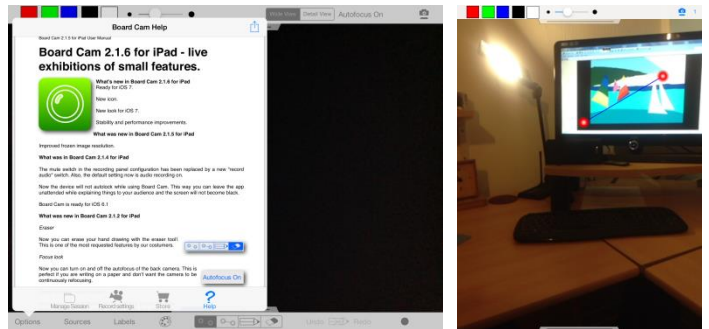 Board Cam Help
Wide View Detail View Autofocus On
Board Cam 2.1.6 for iPad User Manual
Board Cam 2.1.6 for iPad - live
exhibitions of small features.
What's new in Board Cam 2.1.6 for iPad
Ready for iOS 7.
New icon.
New look for iOS 7.
Stability and performance improvements.
What was new in Board Cam 2.1.5 for iPad
Improved frozen image resolution.
What was in Board Cam 2.1.4 for iPad
The mute switch in the recording panel configuration has been replaced by a new "record
audio" switch. Also, the default setting now is audio recording on.
Now the device will not autolock while using Board Cam. This way you can leave the app
unattended while explaining things to your audience and the screen will not become black.
Board Cam is ready for iOS 6.1
What was new in Board Cam 2.1.2 for iPad
Eraser
Now you can erase your hand drawing with the eraser tool!
This is one of the most requested features by our costumers.
Focus lock
Now you can turn on and off the autofocus of the back camera. This is
perfect if you are writing on a paper and don't want the camera to be
continuously refocusing.
Autofocus On
Manage Session Record settings Store Help
Options Sources Labels Undo Reset